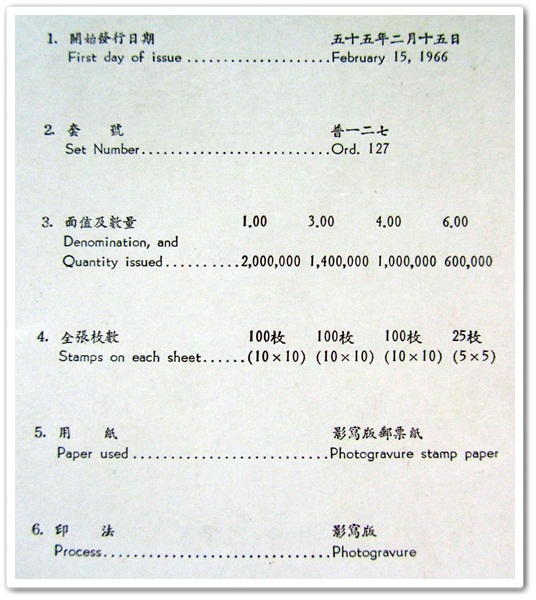 1. 開始發行日期 五十五年二月十五日
First day of issue ...................February 15, 1966
2. 套 號 普一二七
Set Number..........................Ord. 127
3. 面值及數量 1.00 3.00 4.00 6.00
Denomination, and
Quantity issued..........2,000,000 1,400,000 1,000,000 600,000
4. 全張枚數 100枚 100枚 100枚 25枚
Stamps on each sheet......(10×10) (10×10) (10×10) (5×5)
5. 用 紙 影寫版郵票紙
Paper used ...........................Photogravure stamp paper
6. 印 法 影寫版
Process...............................Photogravure